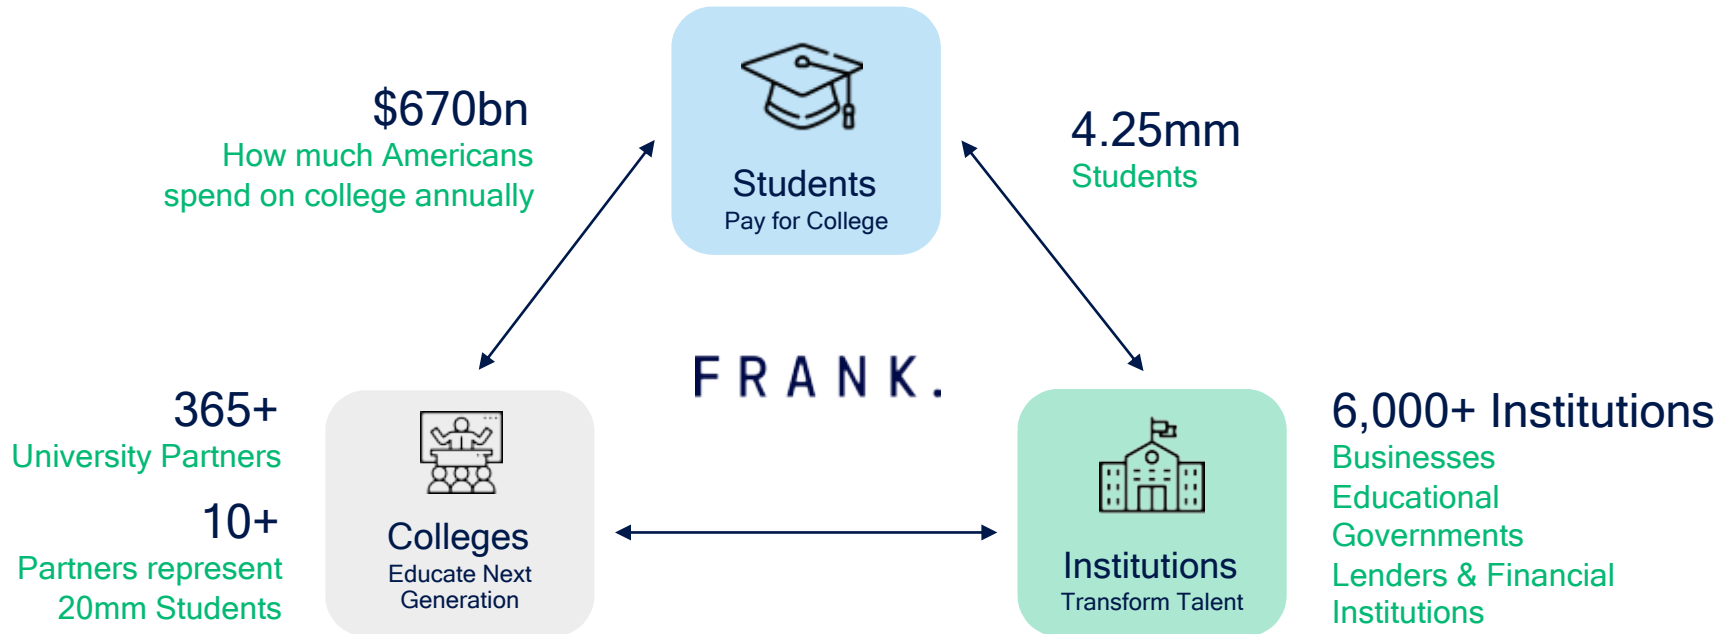 $670bn
How much Americans
spend on college annually
Students
Pay for College
4.25mm
Students
FRANK.
365+
University Partners
10+
Partners represent
20mm Students
Colleges
Educate Next
Generation
Institutions
Transform Talent
6,000+ Institutions
Businesses
Educational
Governments
Lenders & Financial
Institutions